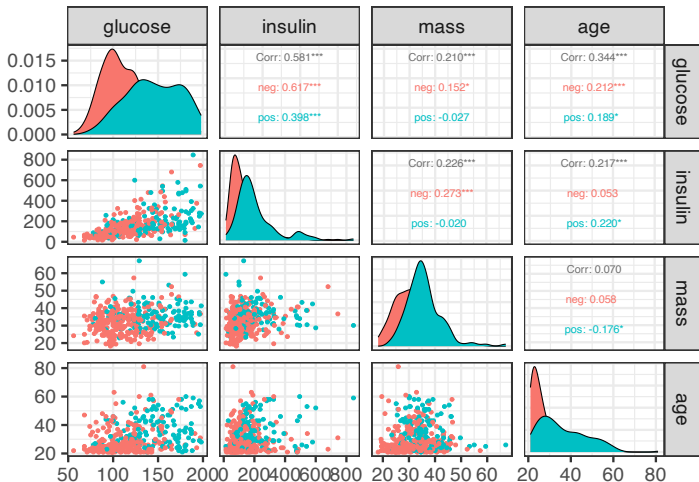 glucose insulin mass age
0.015
0.010
0.005
0.000
Corr: 0.581***
neg: 0.617***
pos: 0.398***
Corr: 0.210***
neg: 0.152*
pos: -0.027
Corr: 0.344***
neg: 0.212***
pos: 0.189*
glucose
800
600
400
200
0
Corr: 0.226***
neg: 0.273***
pos: -0.020
Corr: 0.217***
neg: 0.053
pos: 0.220*
insulin
60
50
40
30
20
Corr: 0.070
neg: 0.058
pos: -0.176*
mass
80
60
40
20
age
50 100 150 200
0 200 400 600 800
20 30 40 50 60
20 40 60 80